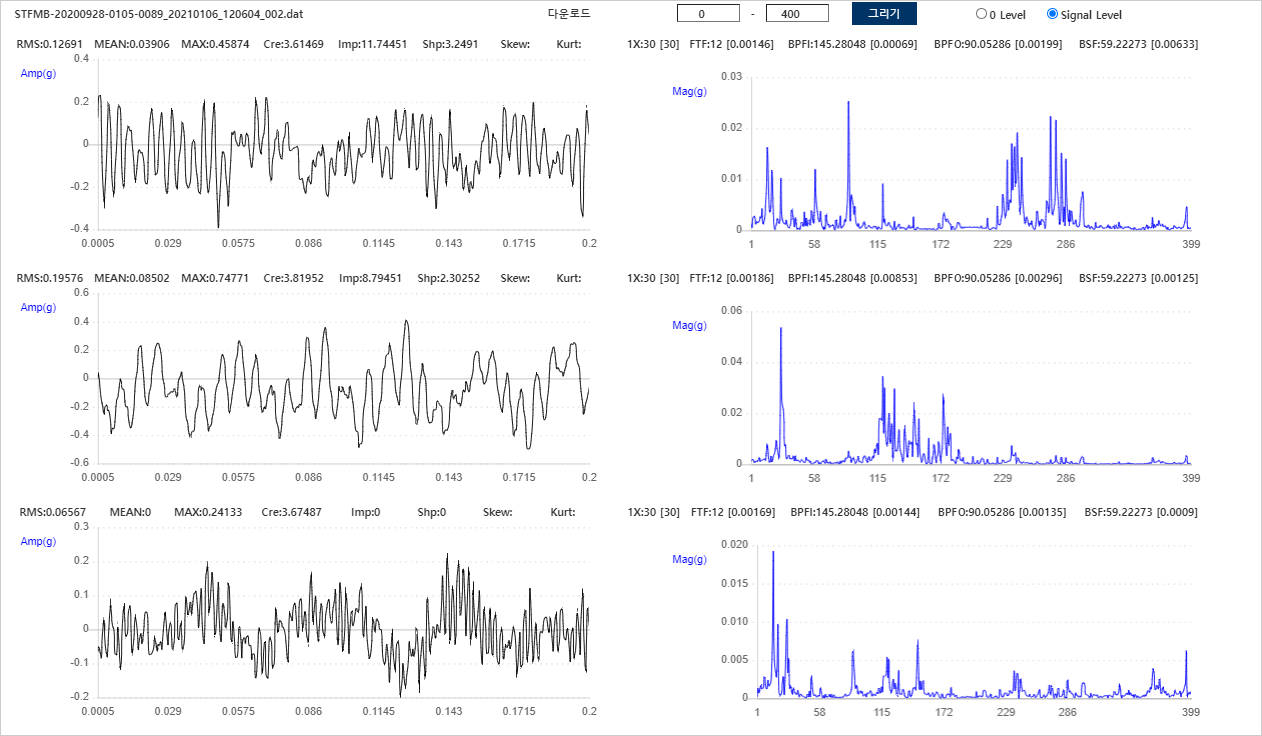 STFMB-20200928-0105-0089_20210106_120604_002.dat 다운로드 0 - 400 그리기 0 Level Signal Level
RMS:0.12691 MEAN:0.03906 MAX:0.45874 Cre:3.61469 Imp:11.74451 Shp:3.2491 Skew: Kurt:
Amp(g)
0.4
0.2
0
-0.2
-0.4
0.0005 0.029 0.0575 0.086 0.1145 0.143 0.1715 0.2
1X:30 [30] FTF:12 [0.00146] BPFI:145.28048 [0.00069] BPFO:90.05286 [0.00199] BSF:59.22273 [0.00633]
Mag(g)
0.03
0.02
0.01
0
1 58 115 172 229 286 399
RMS:0.19576 MEAN:0.08502 MAX:0.74771 Cre:3.81952 Imp:8.79451 Shp:2.30252 Skew: Kurt:
Amp(g)
0.6
0.4
0.2
0
-0.2
-0.4
-0.6
0.0005 0.029 0.0575 0.086 0.1145 0.143 0.1715 0.2
1X:30 [30] FTF:12 [0.00186] BPFI:145.28048 [0.00853] BPFO:90.05286 [0.00296] BSF:59.22273 [0.00125]
Mag(g)
0.06
0.04
0.02
0
1 58 115 172 229 286 399
RMS:0.06567 MEAN:0 MAX:0.24133 Cre:3.67487 Imp:0 Shp:0 Skew: Kurt:
Amp(g)
0.3
0.2
0.1
0
-0.1
-0.2
0.0005 0.029 0.0575 0.086 0.1145 0.143 0.1715 0.2
1X:30 [30] FTF:12 [0.00169] BPFI:145.28048 [0.00144] BPFO:90.05286 [0.00135] BSF:59.22273 [0.0009]
Mag(g)
0.020
0.015
0.010
0.005
0
1 58 115 172 229 286 399